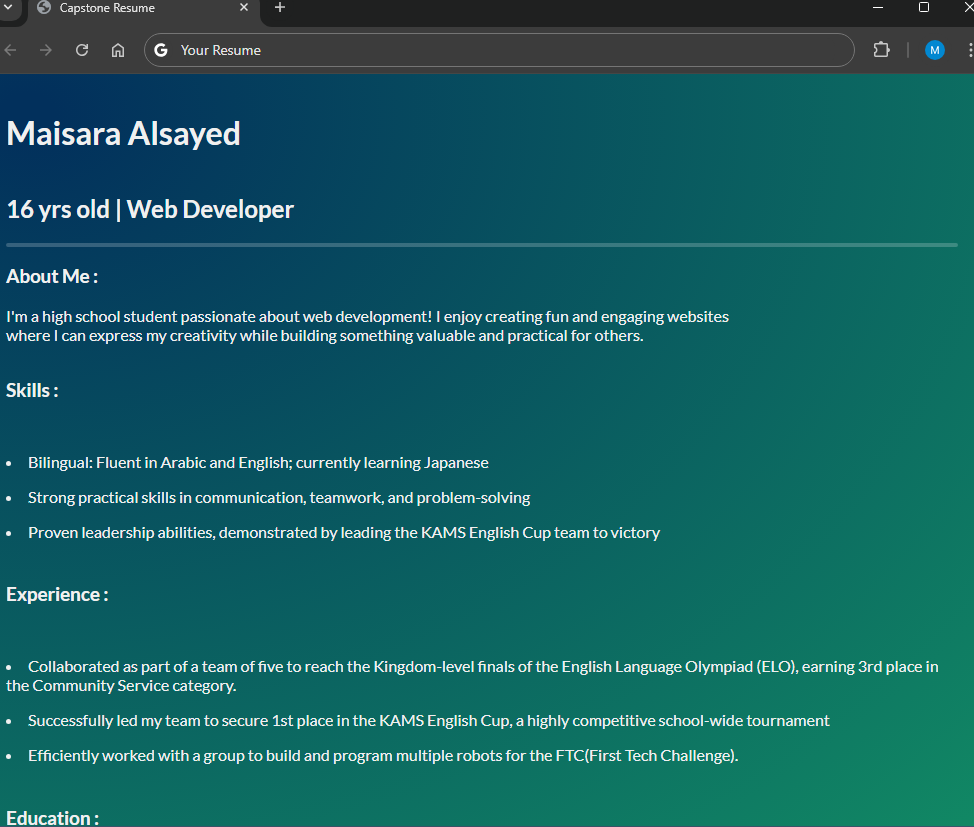 Capstone Resume
Your Resume
M
Maisara Alsayed
16 yrs old | Web Developer
About Me :
I'm a high school student passionate about web development! I enjoy creating fun and engaging websites
where I can express my creativity while building something valuable and practical for others.
Skills :
• Bilingual: Fluent in Arabic and English; currently learning Japanese
• Strong practical skills in communication, teamwork, and problem-solving
• Proven leadership abilities, demonstrated by leading the KAMS English Cup team to victory
Experience :
• Collaborated as part of a team of five to reach the Kingdom-level finals of the English Language Olympiad (ELO), earning 3rd place in
the Community Service category.
• Successfully led my team to secure 1st place in the KAMS English Cup, a highly competitive school-wide tournament
• Efficiently worked with a group to build and program multiple robots for the FTC(First Tech Challenge).
Education :